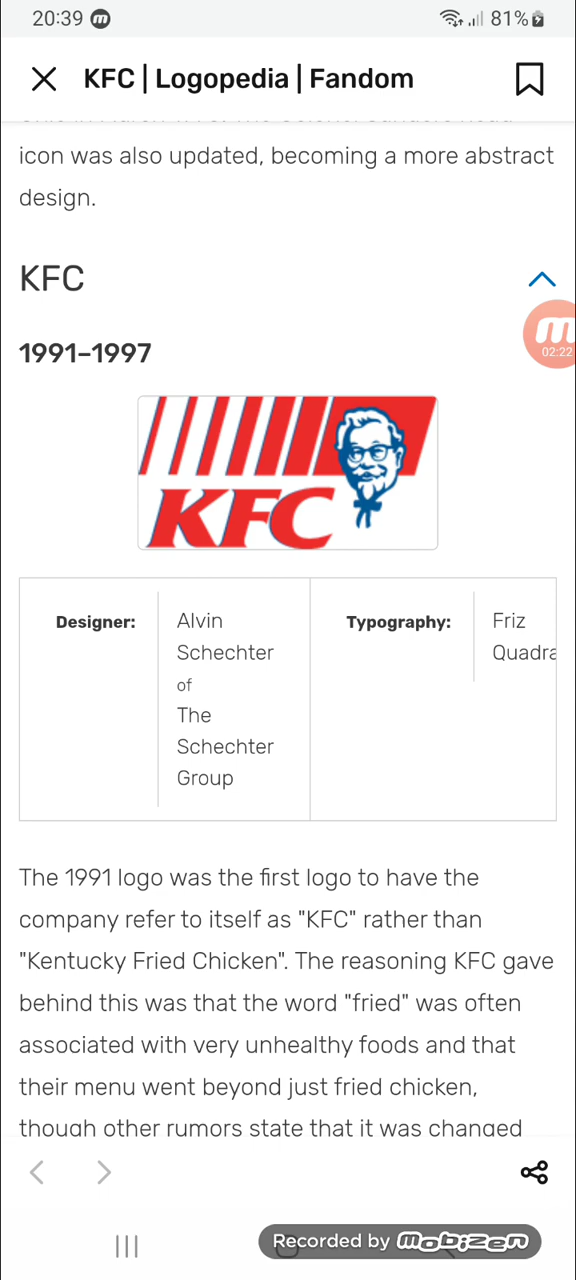 20:39 m 81%
KFC | Logopedia | Fandom
icon was also updated, becoming a more abstract
design.
KFC
1991–1997
m
02:22
KFC
Designer: Alvin Typography: Friz
Schechter Quadra
of
The
Schechter
Group
The 1991 logo was the first logo to have the
company refer to itself as "KFC" rather than
"Kentucky Fried Chicken". The reasoning KFC gave
behind this was that the word "fried" was often
associated with very unhealthy foods and that
their menu went beyond just fried chicken,
though other rumors state that it was changed
Recorded by mobizen